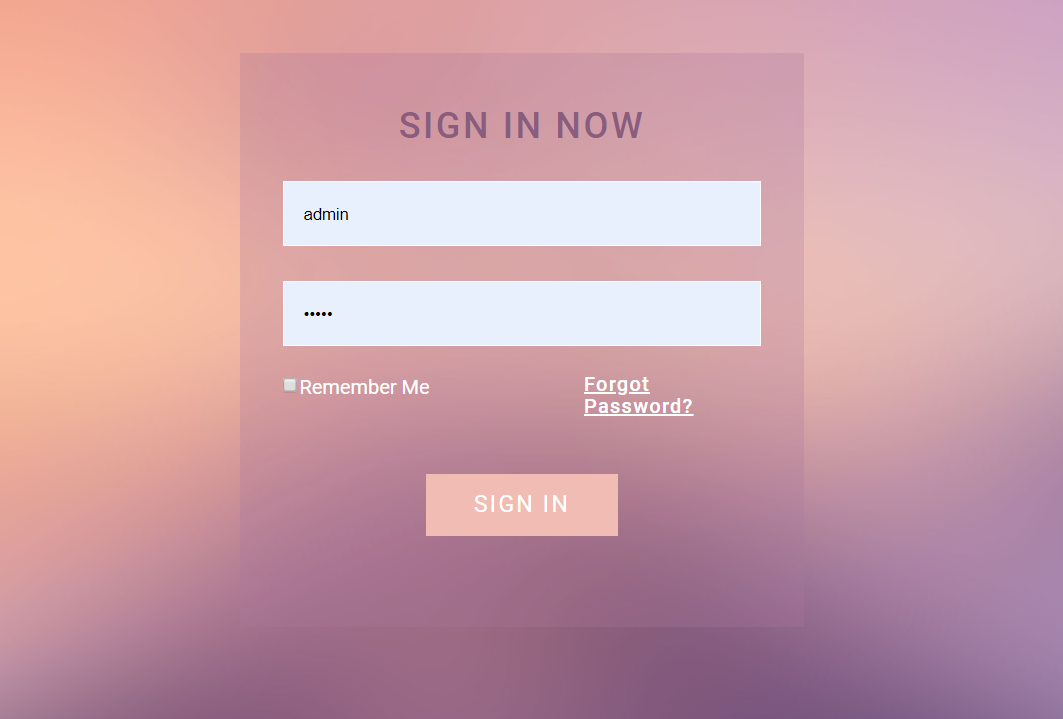 SIGN IN NOW
admin
•••••
Remember Me
Forgot
Password?
SIGN IN